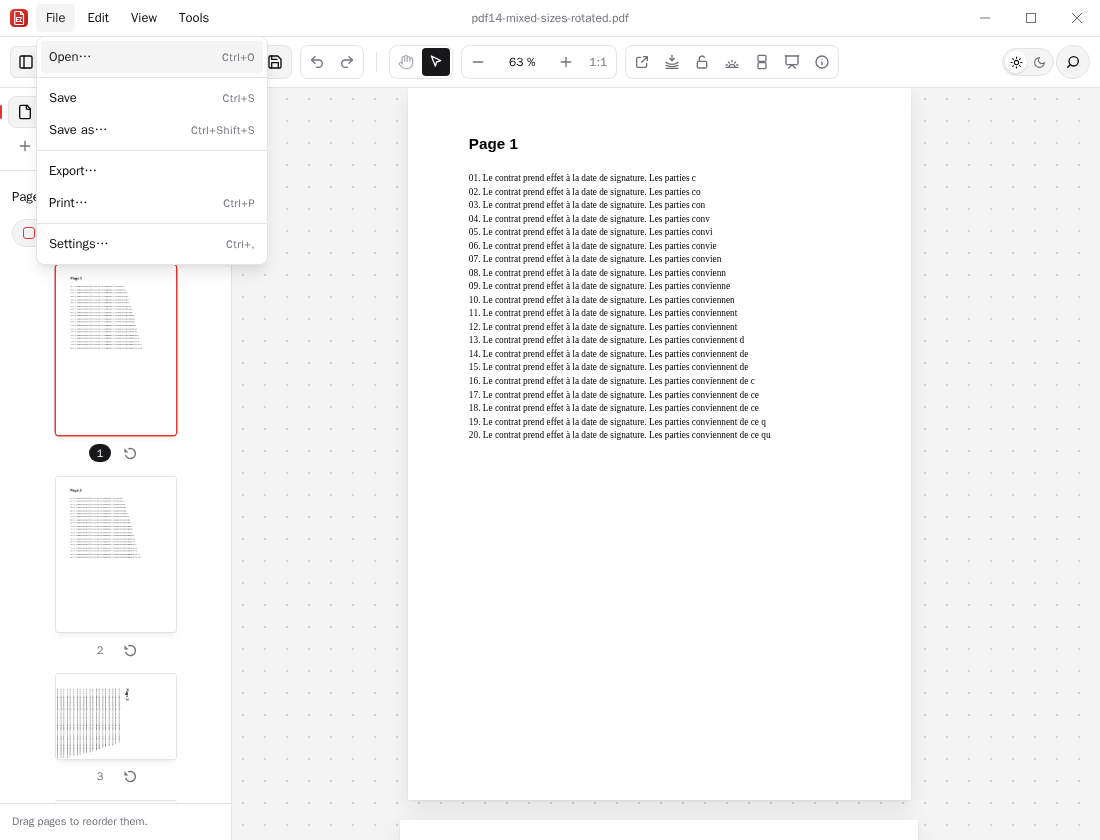 File Edit View Tools pdf14-mixed-sizes-rotated.pdf
Open··· Ctrl+O
Save Ctrl+S
Save as··· Ctrl+Shift+S
Export···
Print··· Ctrl+P
Settings··· Ctrl+,
63 % 1:1
Page
Page 1
1
Page 2
2
3
Drag pages to reorder them.
Page 1
01. Le contrat prend effet à la date de signature. Les parties c
02. Le contrat prend effet à la date de signature. Les parties co
03. Le contrat prend effet à la date de signature. Les parties con
04. Le contrat prend effet à la date de signature. Les parties conv
05. Le contrat prend effet à la date de signature. Les parties convi
06. Le contrat prend effet à la date de signature. Les parties convie
07. Le contrat prend effet à la date de signature. Les parties convien
08. Le contrat prend effet à la date de signature. Les parties convienn
09. Le contrat prend effet à la date de signature. Les parties convienne
10. Le contrat prend effet à la date de signature. Les parties conviennen
11. Le contrat prend effet à la date de signature. Les parties conviennent
12. Le contrat prend effet à la date de signature. Les parties conviennent
13. Le contrat prend effet à la date de signature. Les parties conviennent d
14. Le contrat prend effet à la date de signature. Les parties conviennent de
15. Le contrat prend effet à la date de signature. Les parties conviennent de
16. Le contrat prend effet à la date de signature. Les parties conviennent de c
17. Le contrat prend effet à la date de signature. Les parties conviennent de ce
18. Le contrat prend effet à la date de signature. Les parties conviennent de ce
19. Le contrat prend effet à la date de signature. Les parties conviennent de ce q
20. Le contrat prend effet à la date de signature. Les parties conviennent de ce qu